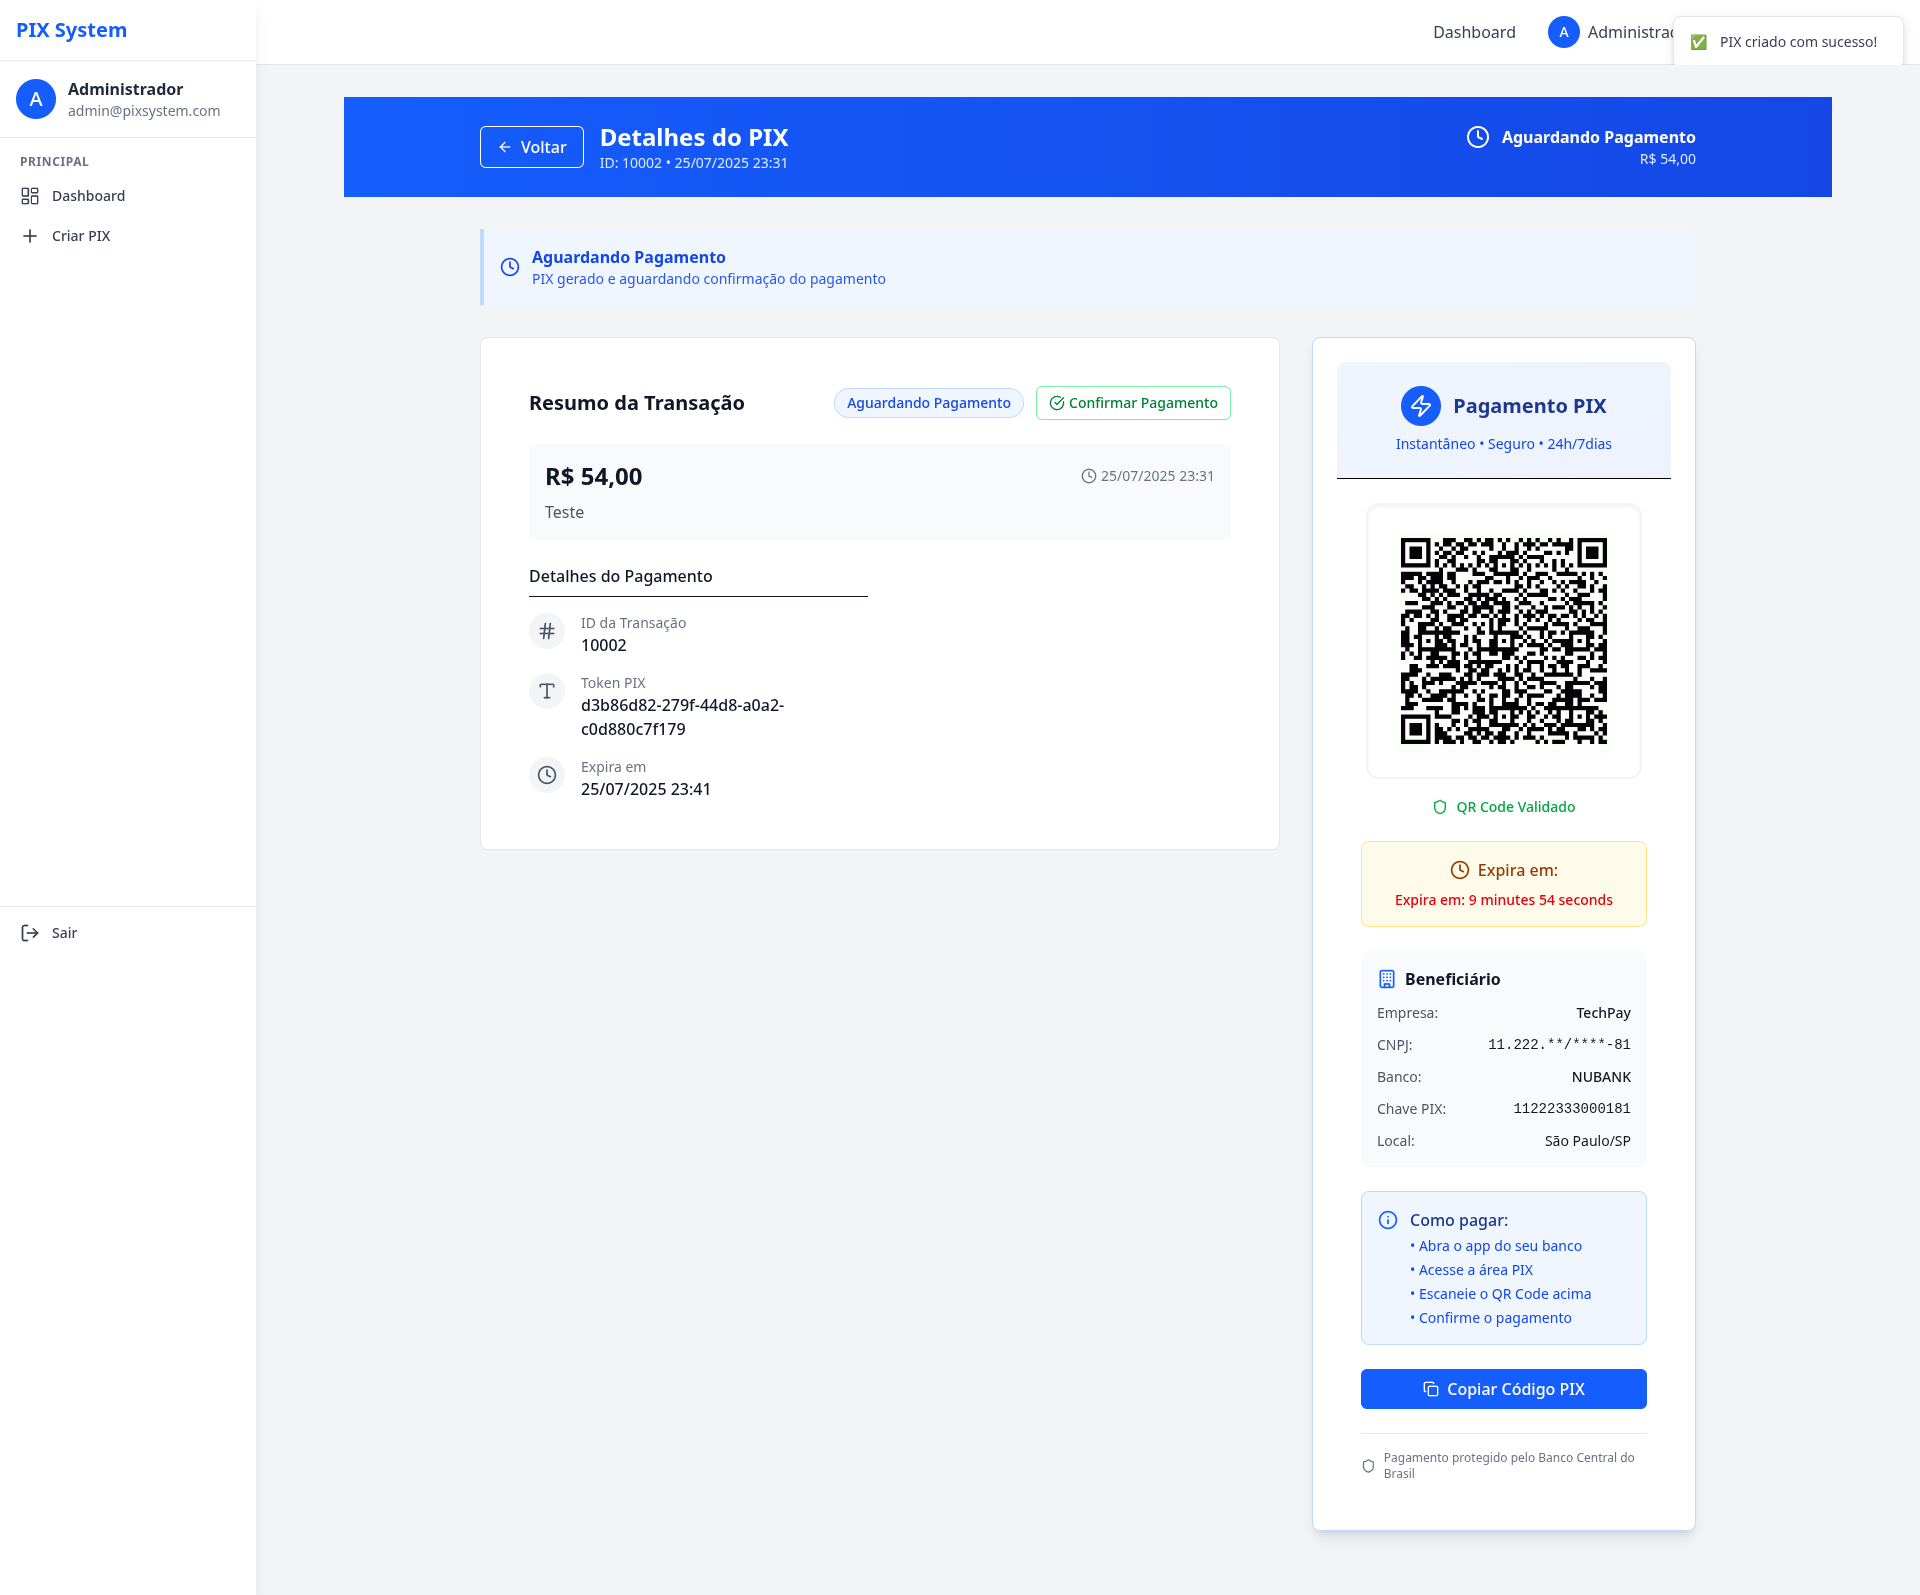 PIX System
A
Administrador
admin@pixsystem.com
PRINCIPAL
Dashboard
Criar PIX
Sair
Dashboard
A
Administrad
✅ PIX criado com sucesso!
Voltar
Detalhes do PIX
ID: 10002 • 25/07/2025 23:31
Aguardando Pagamento
R$ 54,00
Aguardando Pagamento
PIX gerado e aguardando confirmação do pagamento
Resumo da Transação
Aguardando Pagamento
Confirmar Pagamento
R$ 54,00
25/07/2025 23:31
Teste
Detalhes do Pagamento
ID da Transação
10002
Token PIX
d3b86d82-279f-44d8-a0a2-
c0d880c7f179
Expira em
25/07/2025 23:41
Pagamento PIX
Instantâneo • Seguro • 24h/7dias
QR Code Validado
Expira em:
Expira em: 9 minutes 54 seconds
Beneficiário
Empresa: TechPay
CNPJ: 11.222.**/****-81
Banco: NUBANK
Chave PIX: 11222333000181
Local: São Paulo/SP
Como pagar:
• Abra o app do seu banco
• Acesse a área PIX
• Escaneie o QR Code acima
• Confirme o pagamento
Copiar Código PIX
Pagamento protegido pelo Banco Central do
Brasil